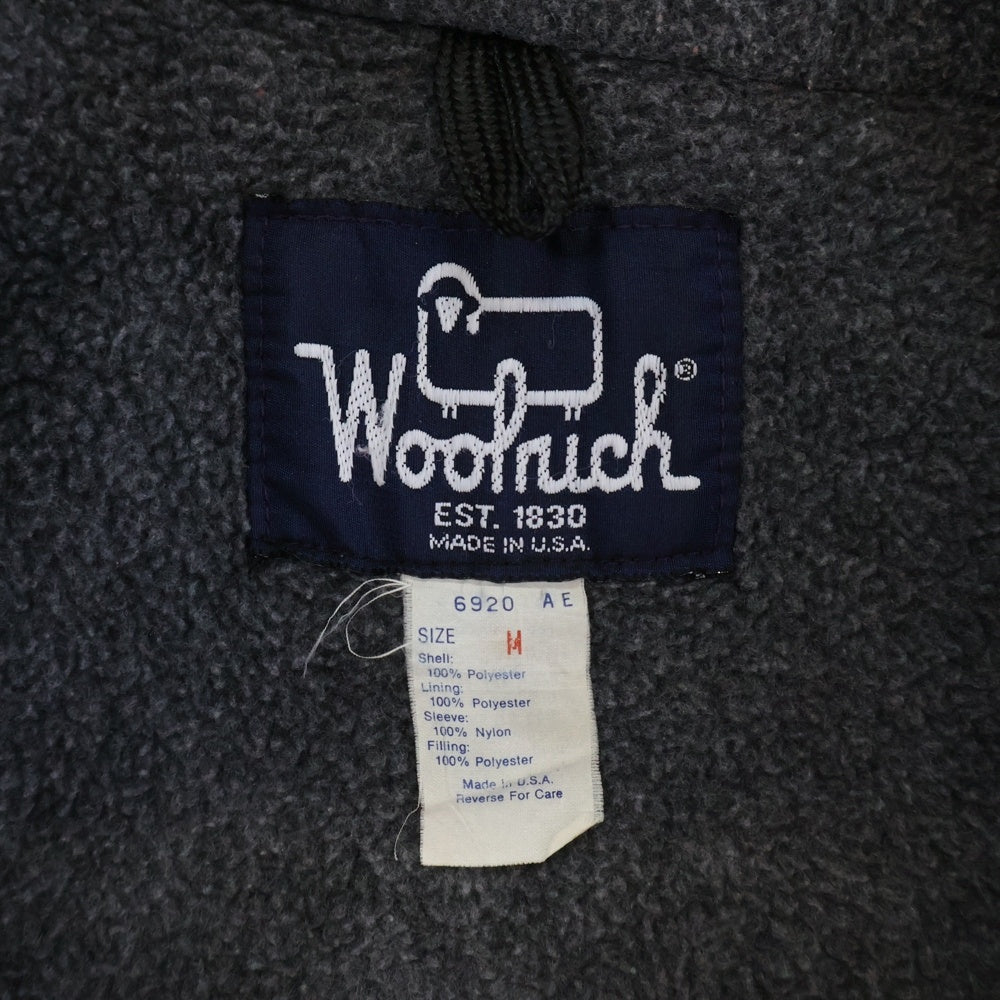 Woolrich®
EST. 1830
MADE IN U.S.A.
6920 AE
SIZE M
Shell:
100% Polyester
Lining:
100% Polyester
Sleeve:
100% Nylon
Filling:
100% Polyester
Made in U.S.A.
Reverse For Care